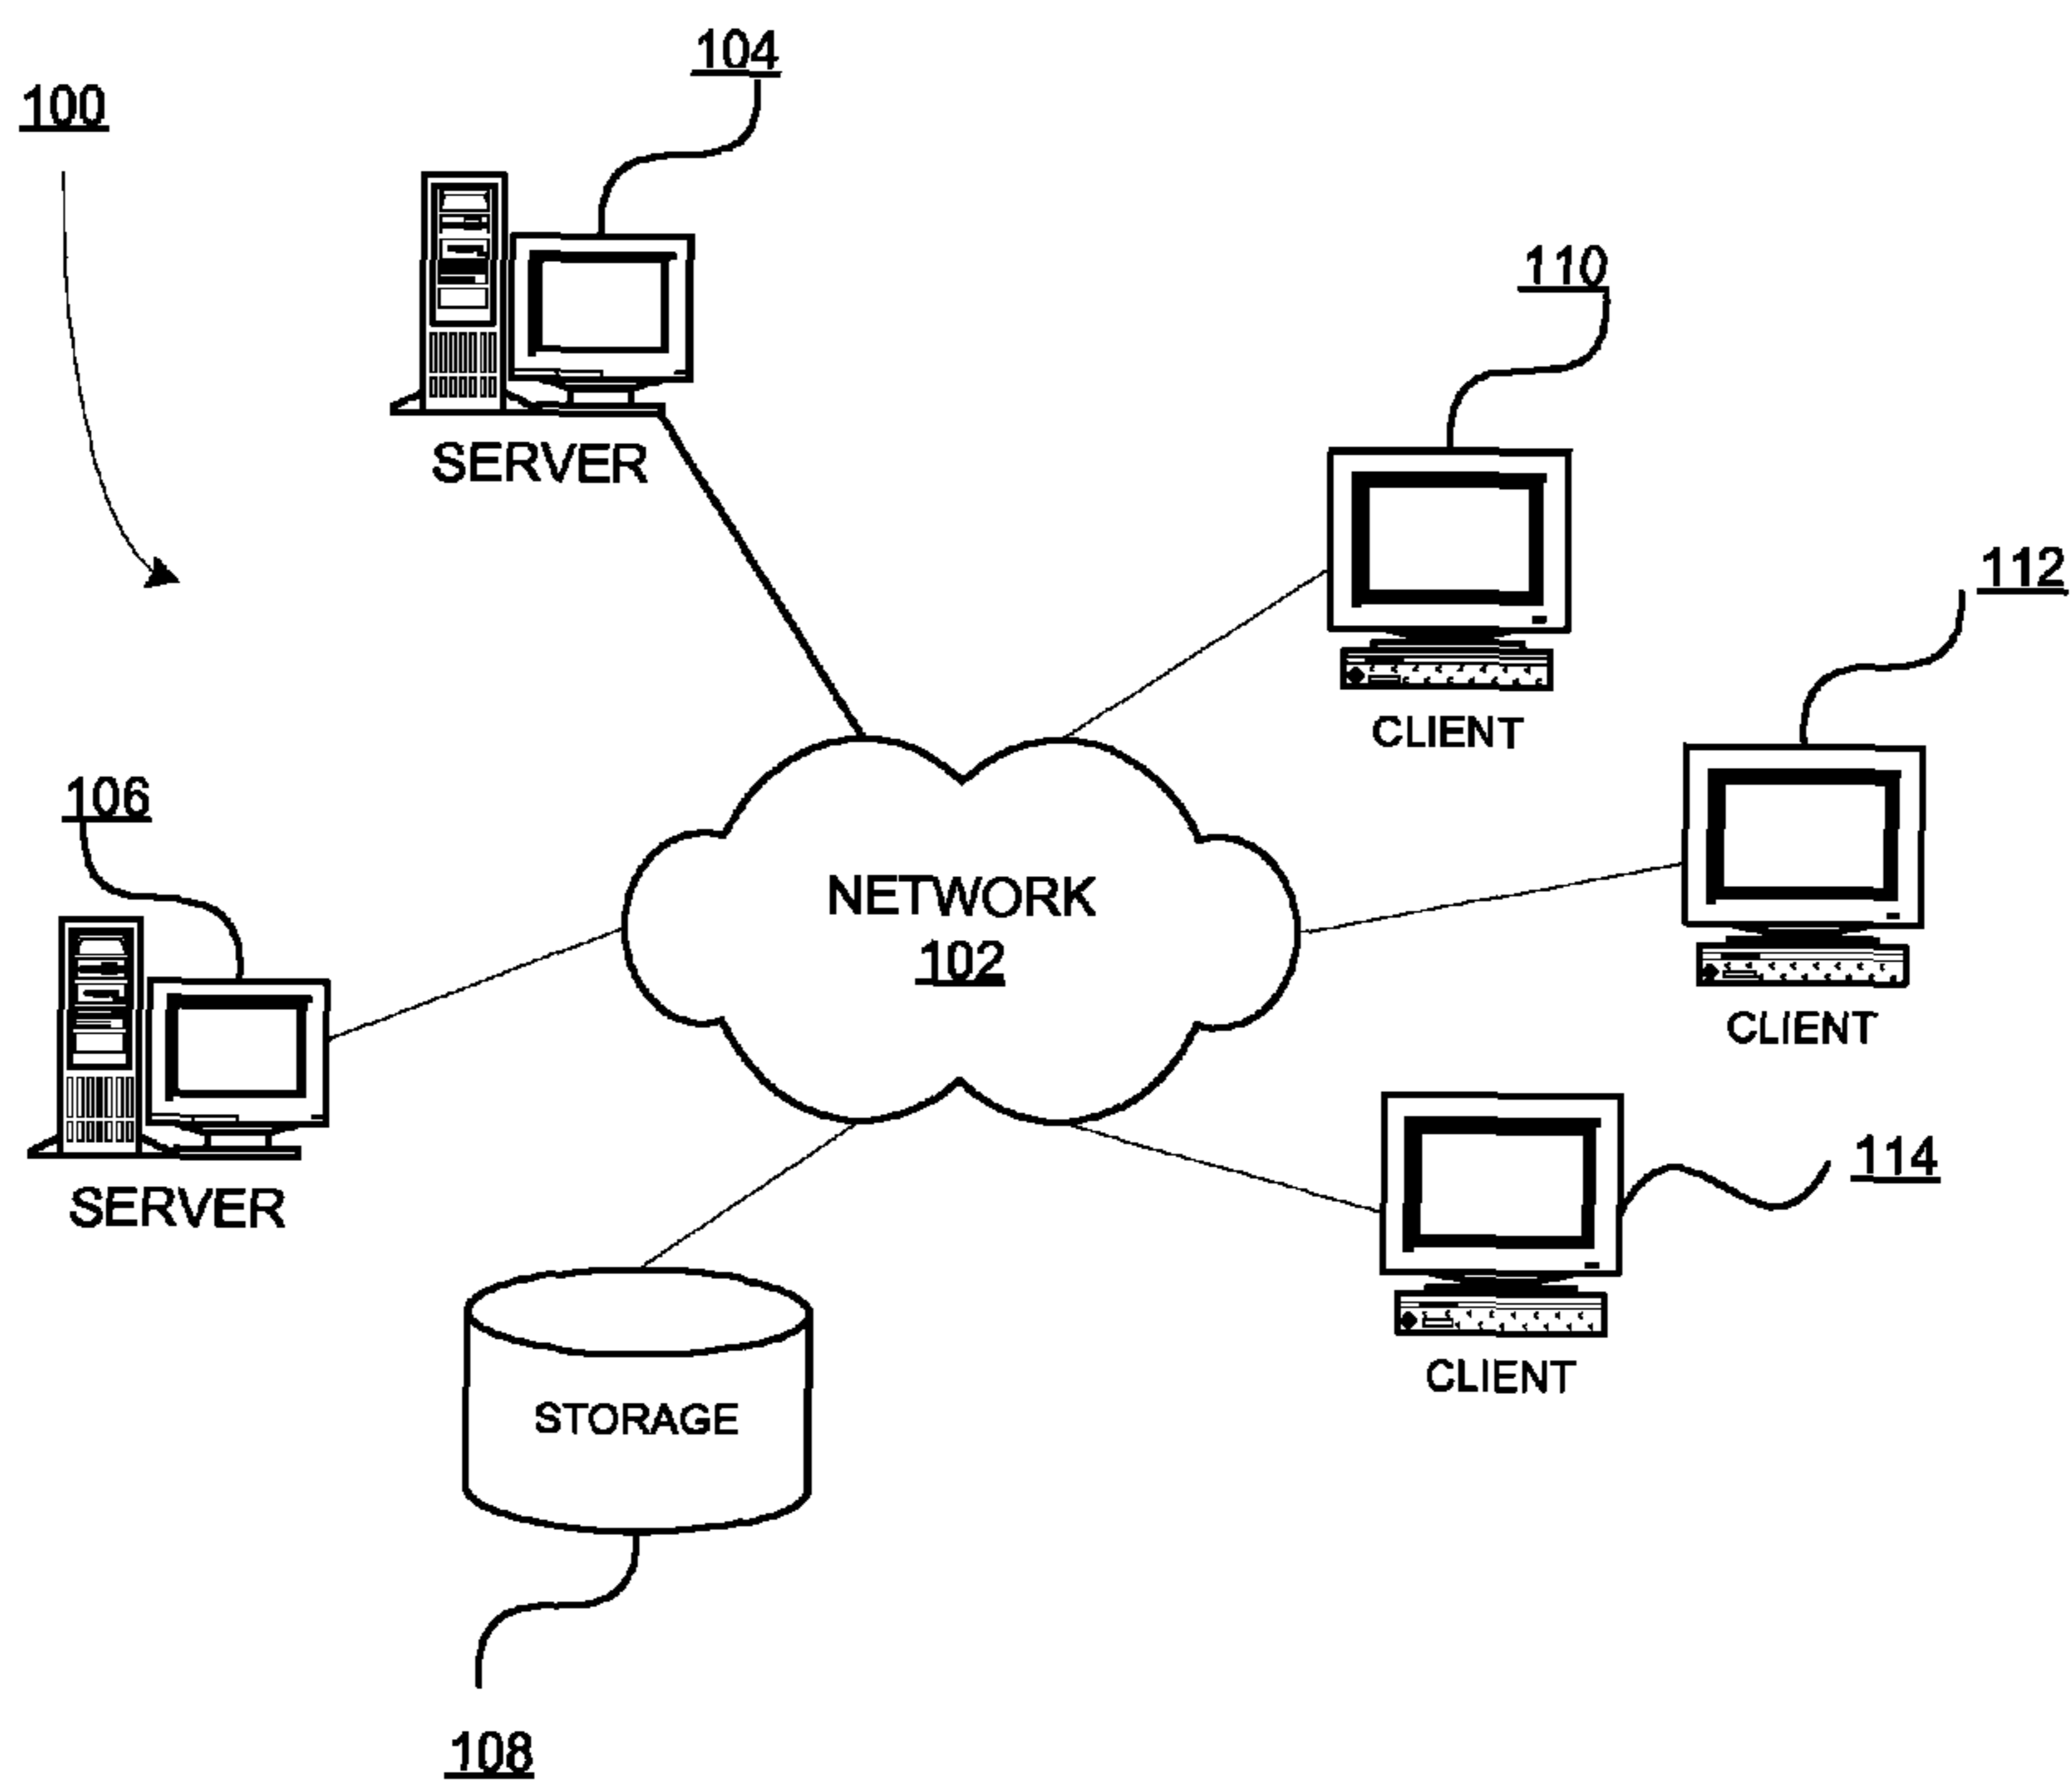 104
100
SERVER
110
CLIENT
112
106
NETWORK
102
CLIENT
SERVER
114
CLIENT
STORAGE
108